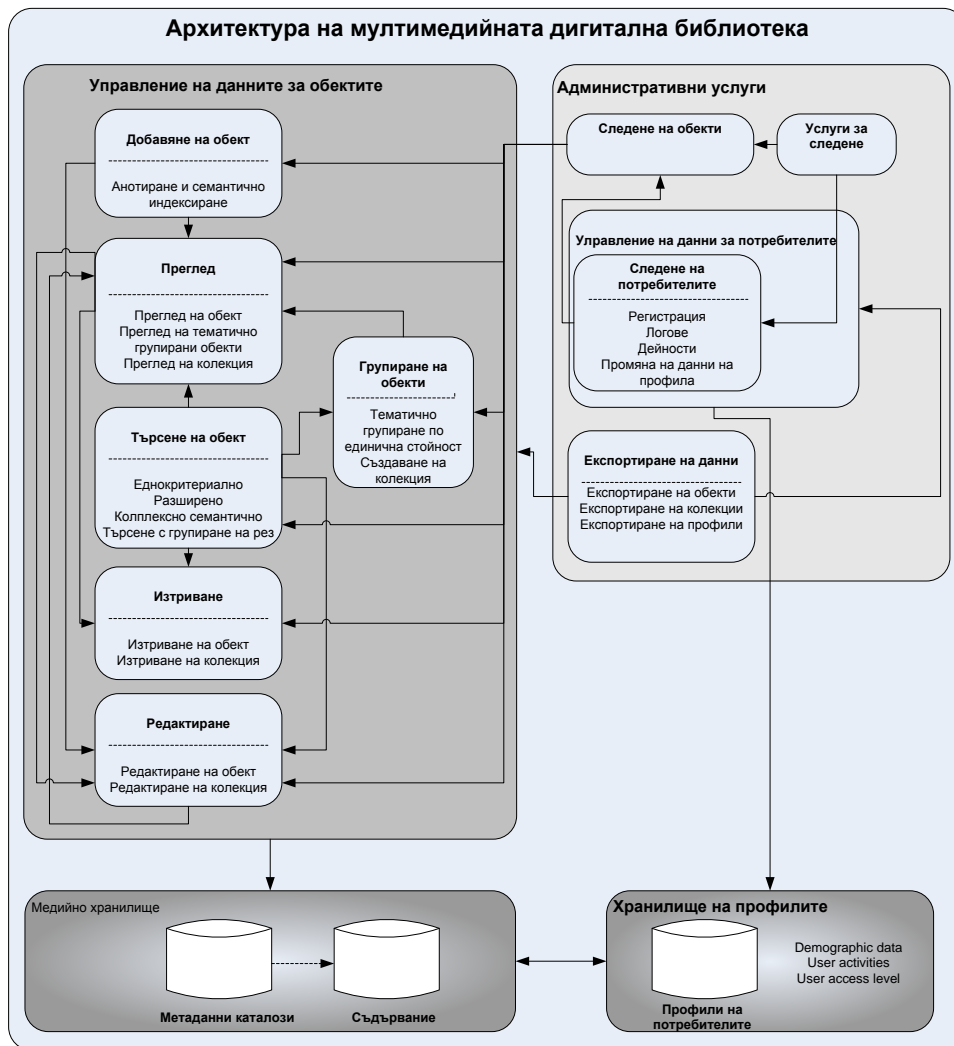 Архитектура на мултимедийната дигитална библиотека
Управление на данните за обектите
Добавяне на обект
Анотиране и семантично
индексиране
Преглед
Преглед на обект
Преглед на тематично
групирани обекти
Преглед на колекция
Групиране на
обекти
Тематично
групиране по
единична стойност
Създаване на
колекция
Търсене на обект
Еднокритериално
Разширено
Колплексно семантично
Търсене с групиране на рез
Изтриване
Изтриване на обект
Изтриване на колекция
Редактиране
Редактиране на обект
Редактиране на колекция
Административни услуги
Следене на обекти
Услуги за
следене
Управление на данни за потребителите
Следене на
потребителите
Регистрация
Логове
Дейности
Промяна на данни на
профила
Експортиране на данни
Експортиране на обекти
Експортиране на колекции
Експортиране на профили
Медийно хранилище
Метаданни каталози
Съдървание
Хранилище на профилите
Demographic data
User activities
User access level
Профили на
потребителите